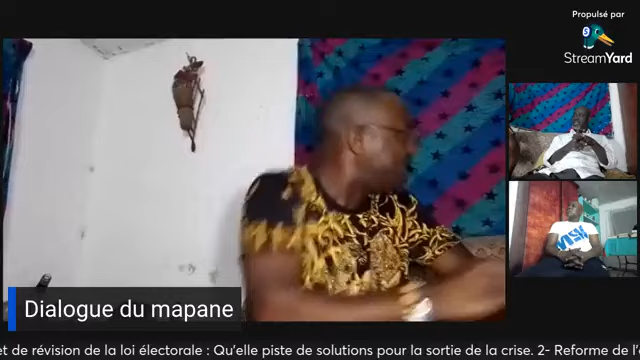 Propulsé par
StreamYard
Dialogue du mapane
et de révision de la loi électorale : Qu'elle piste de solutions pour la sortie de la crise. 2- Reforme de l'